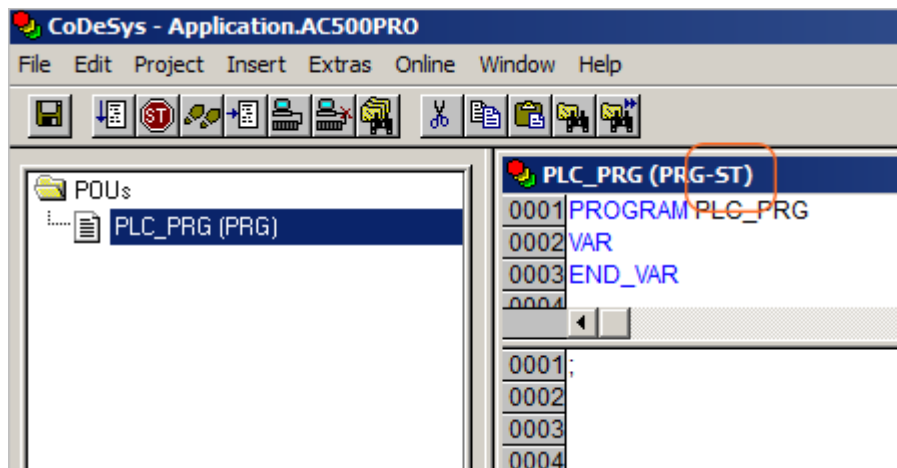 CoDeSys - Application.AC500PRO
File Edit Project Insert Extras Online Window Help
ST
POUs
PLC_PRG (PRG)
PLC_PRG (PRG-ST)
0001 PROGRAM PLC_PRG
0002 VAR
0003 END_VAR
0004
0001 ;
0002
0003
0004